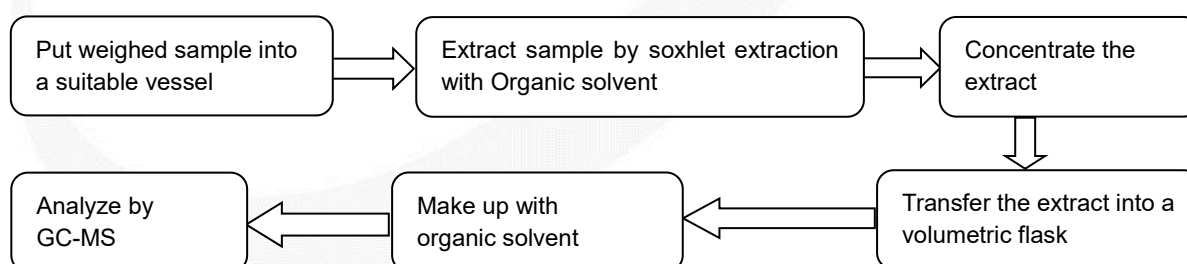 Put weighed sample into
a suitable vessel
Extract sample by soxhlet extraction
with Organic solvent
Concentrate the
extract
Transfer the extract into a
volumetric flask
Make up with
organic solvent
Analyze by
GC-MS